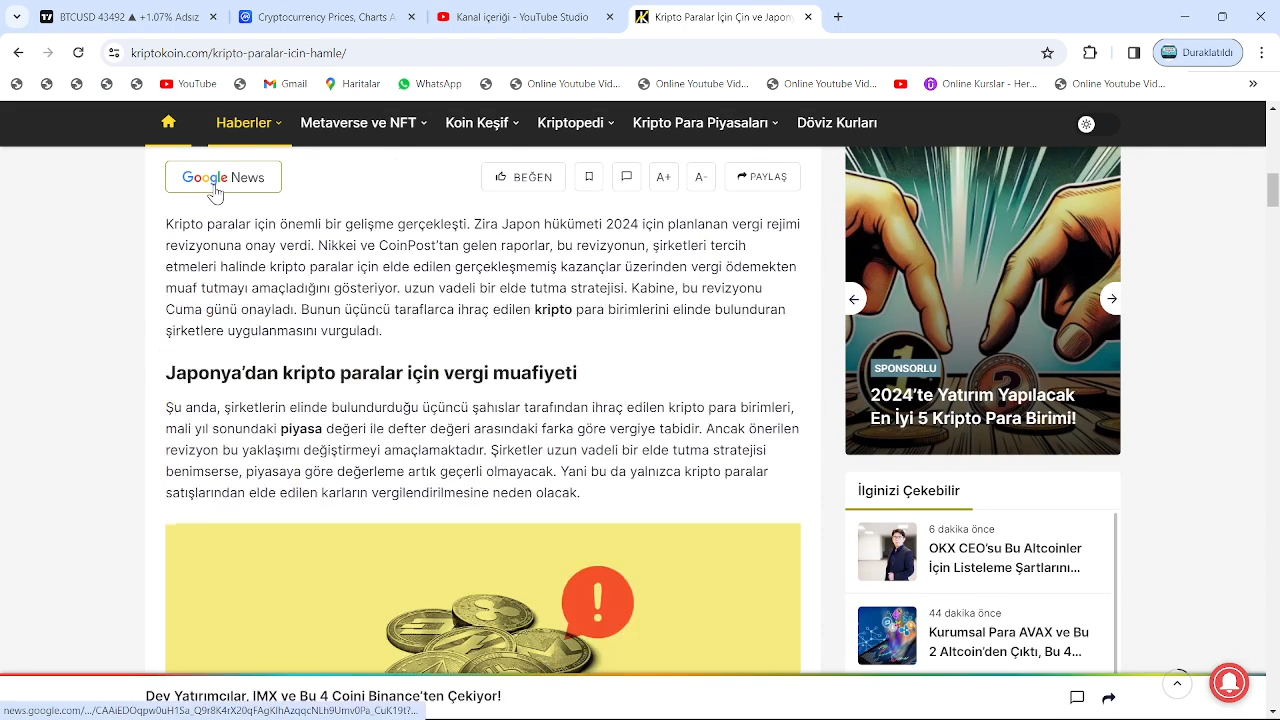 BTCUSD 43494 ▲ +1.07% Adsız
Cryptocurrency Prices, Charts
Kanal içeriği - YouTube Studio
Kripto Paralar İçin Ve Japony
kriptokoin.com/kripto-paralar-icin-hamle/
Duraklatıldı
YouTube
Gmail
Haritalar
WhatsApp
Online Youtube Vid...
Online Youtube Vid...
Online Youtube Vid...
Online Kurslar - Her...
Online Youtube Vid...
Haberler
Metaverse ve NFT
Koin Keşif
Kriptopedi
Kripto Para Piyasaları
Döviz Kurları
Google News
BEĞEN
A+
A-
PAYLAŞ
Kripto paralar için önemli bir gelişme gerçekleşti. Zira Japon hükümeti 2024 için planlanan vergi rejimi
revizyonuna onay verdi. Nikkei ve CoinPost'tan gelen raporlar, bu revizyonun, şirketleri tercih
etmeleri halinde kripto paralar için elde edilen gerçekleşmemiş kazançlar üzerinden vergi ödemekten
muaf tutmayı amaçladığını gösteriyor. uzun vadeli bir elde tutma stratejisi. Kabine, bu revizyonu
Cuma günü onayladı. Bunun üçüncü taraflarca ihraç edilen kripto para birimlerini elinde bulunduran
şirketlere uygulanmasını vurguladı.
Japonya'dan kripto paralar için vergi muafiyeti
Şu anda, şirketlerin elinde bulundurduğu üçüncü şahıslar tarafından ihraç edilen kripto para birimleri,
mali yılın sonunda piyasa değeri ile defter değeri arasındaki farka göre vergiye tabidir. Ancak önerilen
revizyon bu yaklaşımı değiştirmeyi amaçlamaktadır. Şirketler uzun vadeli bir elde tutma stratejisi
benimserse, piyasaya göre değerleme artık geçerli olmayacak. Yani bu da yalnızca kripto paralar
satışlarından elde edilen karların vergilendirilmesine neden olacak.
SPONSORLU
2024'te Yatırım Yapılacak
En İyi 5 Kripto Para Birimi!
İlginizi Çekebilir
6 dakika önce
OKX CEO'su Bu Altcoinler
İçin Listeleme Şartlarını...
44 dakika önce
Kurumsal Para AVAX ve Bu
2 Altcoin'den Çıktı, Bu 4...
Dev Yatırımcılar, IMX ve Bu 4 Coini Binance'ten Çekiyor!